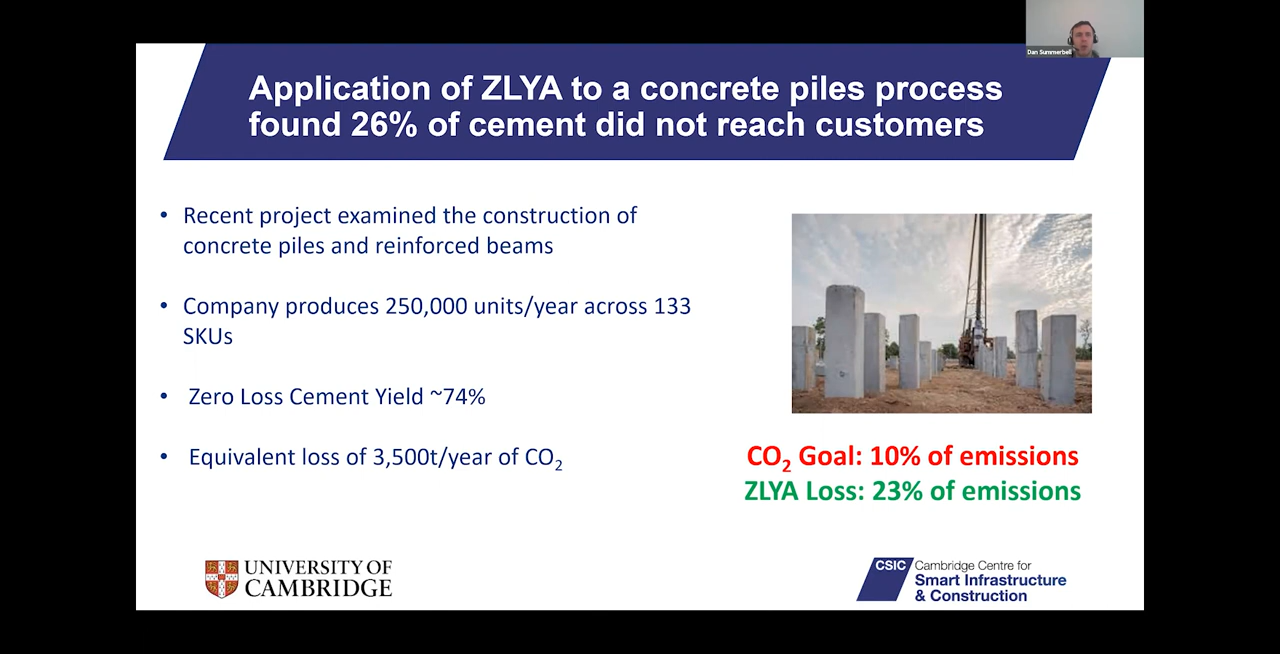 Dan Summerbell
Application of ZLYA to a concrete piles process
found 26% of cement did not reach customers
• Recent project examined the construction of
concrete piles and reinforced beams
• Company produces 250,000 units/year across 133
SKUs
• Zero Loss Cement Yield ~74%
• Equivalent loss of 3,500t/year of CO₂
CO₂ Goal: 10% of emissions
ZLYA Loss: 23% of emissions
UNIVERSITY OF
CAMBRIDGE
CSIC
Cambridge Centre for
Smart Infrastructure
& Construction